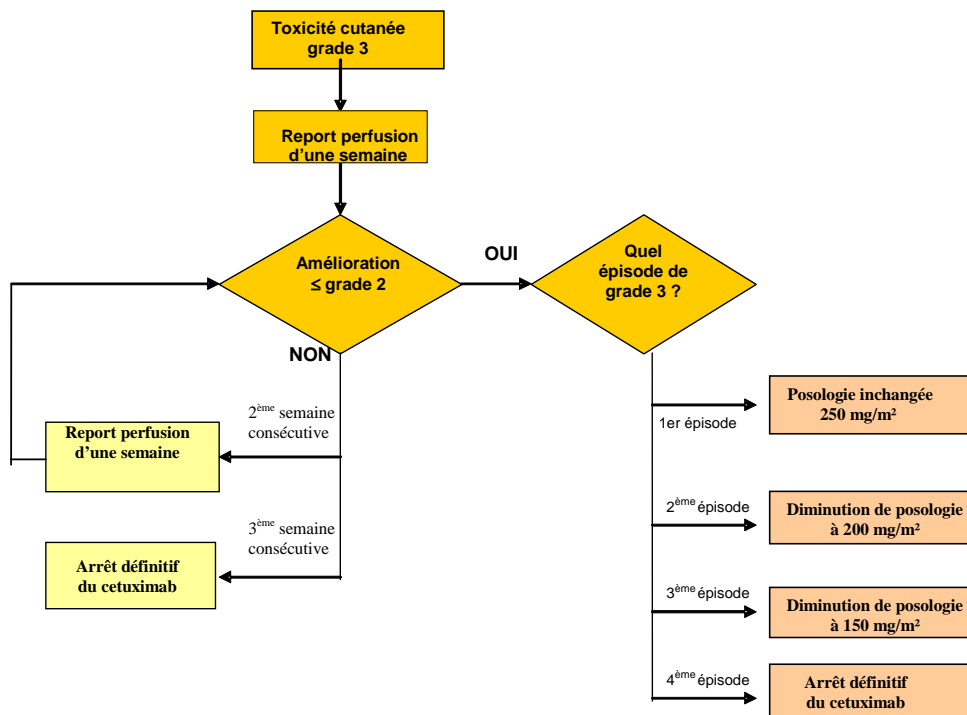 Toxicité cutanée
grade 3
Report perfusion
d'une semaine
Amélioration
≤ grade 2
OUI
Quel
épisode de
grade 3 ?
NON
2ème semaine
consécutive
Report perfusion
d'une semaine
3ème semaine
consécutive
Arrêt définitif
du cetuximab
1er épisode
Posologie inchangée
250 mg/m²
2ème épisode
Diminution de posologie
à 200 mg/m²
3ème épisode
Diminution de posologie
à 150 mg/m²
4ème épisode
Arrêt définitif
du cetuximab